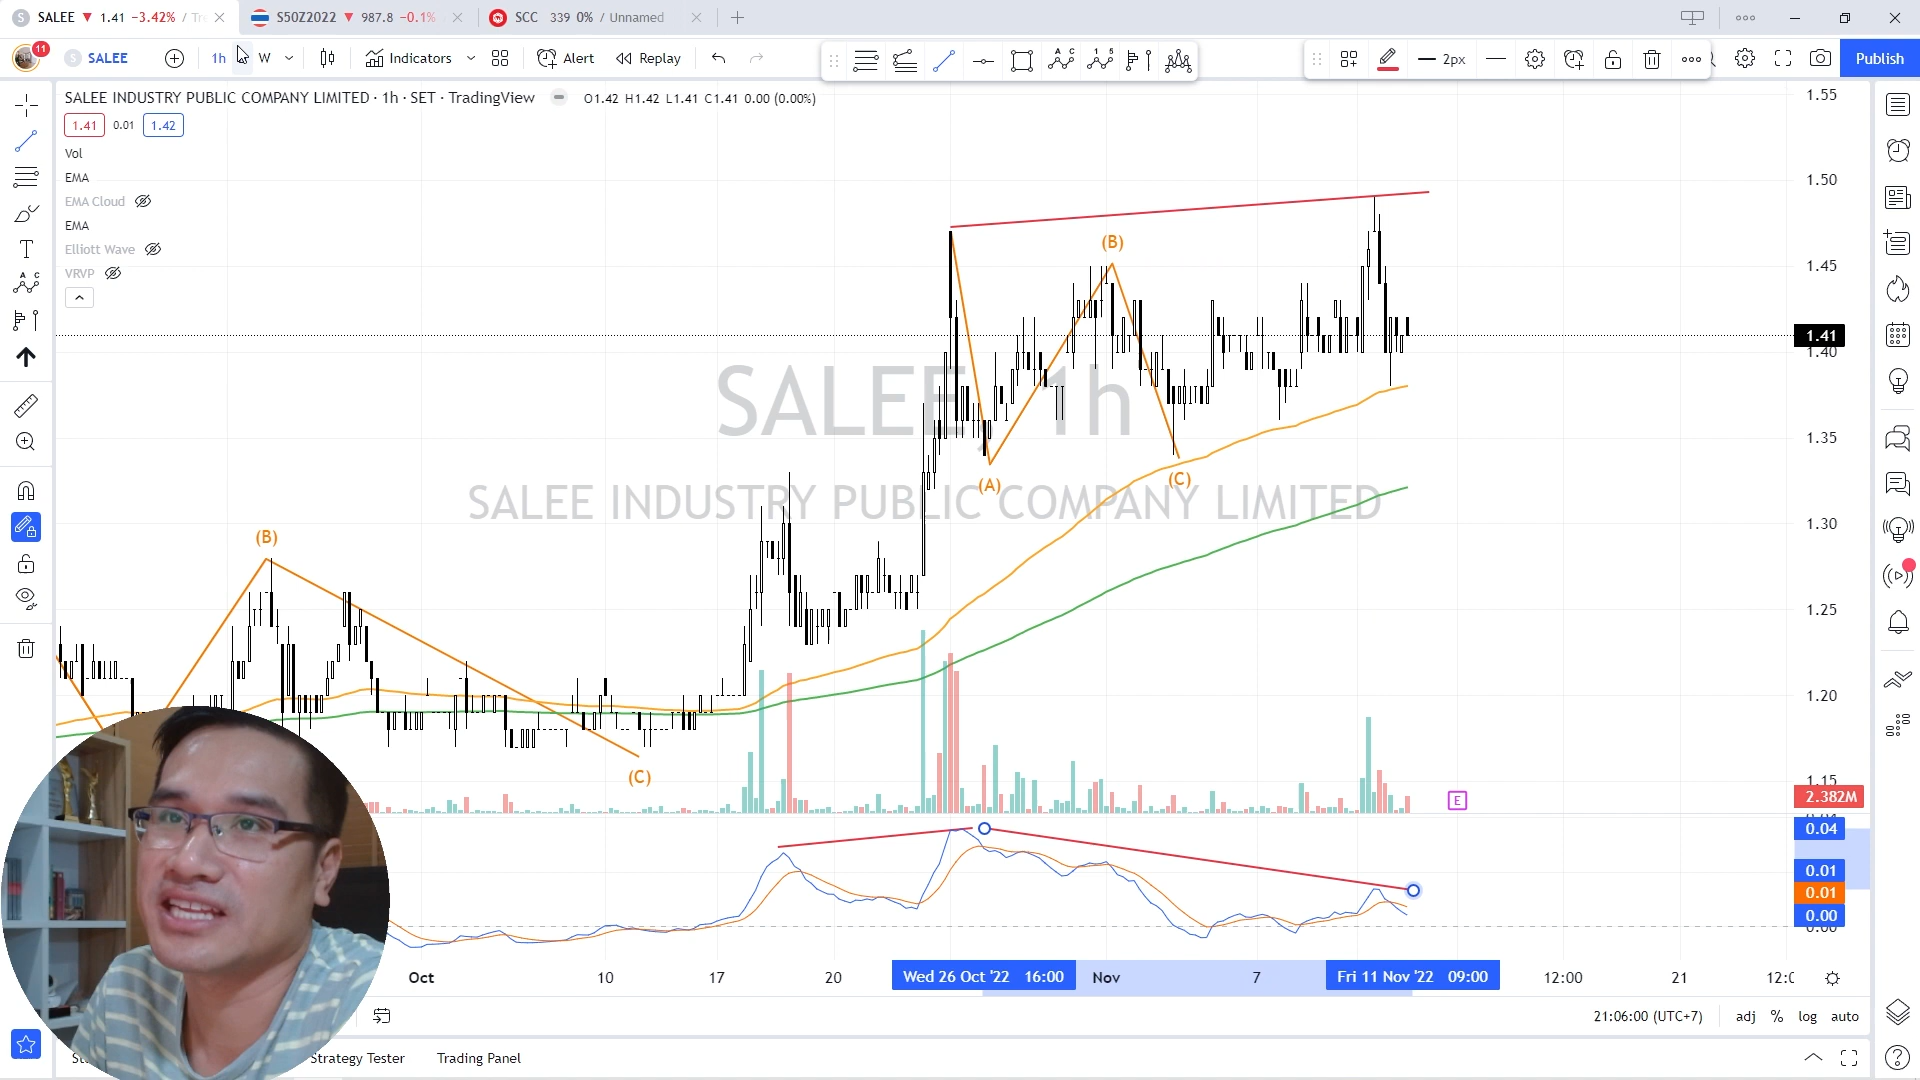 SALEE ▼ 1.41 −3.42% / Tr
S50Z2022 ▼ 987.8 −0.1%
SCC 339 0% / Unnamed
11
S SALEE
1h
W
Indicators
Alert
Replay
2px
Publish
SALEE INDUSTRY PUBLIC COMPANY LIMITED · 1h · SET · TradingView
O1.42 H1.42 L1.41 C1.41 0.00 (0.00%)
1.41 0.01 1.42
Vol
EMA
EMA Cloud
EMA
Elliott Wave
VRVP
SALEE, 1h
SALEE INDUSTRY PUBLIC COMPANY LIMITED
(B)
(C)
(A)
(B)
(C)
E
1.55
1.50
1.45
1.41
1.40
1.35
1.30
1.25
1.20
1.15
2.382M
0.04
0.01
0.01
0.00
0.00
Oct
10
17
20
Wed 26 Oct '22 16:00
Nov
7
Fri 11 Nov '22 09:00
12:00
21
21:06:00 (UTC+7)
adj
%
log
auto
Strategy Tester
Trading Panel